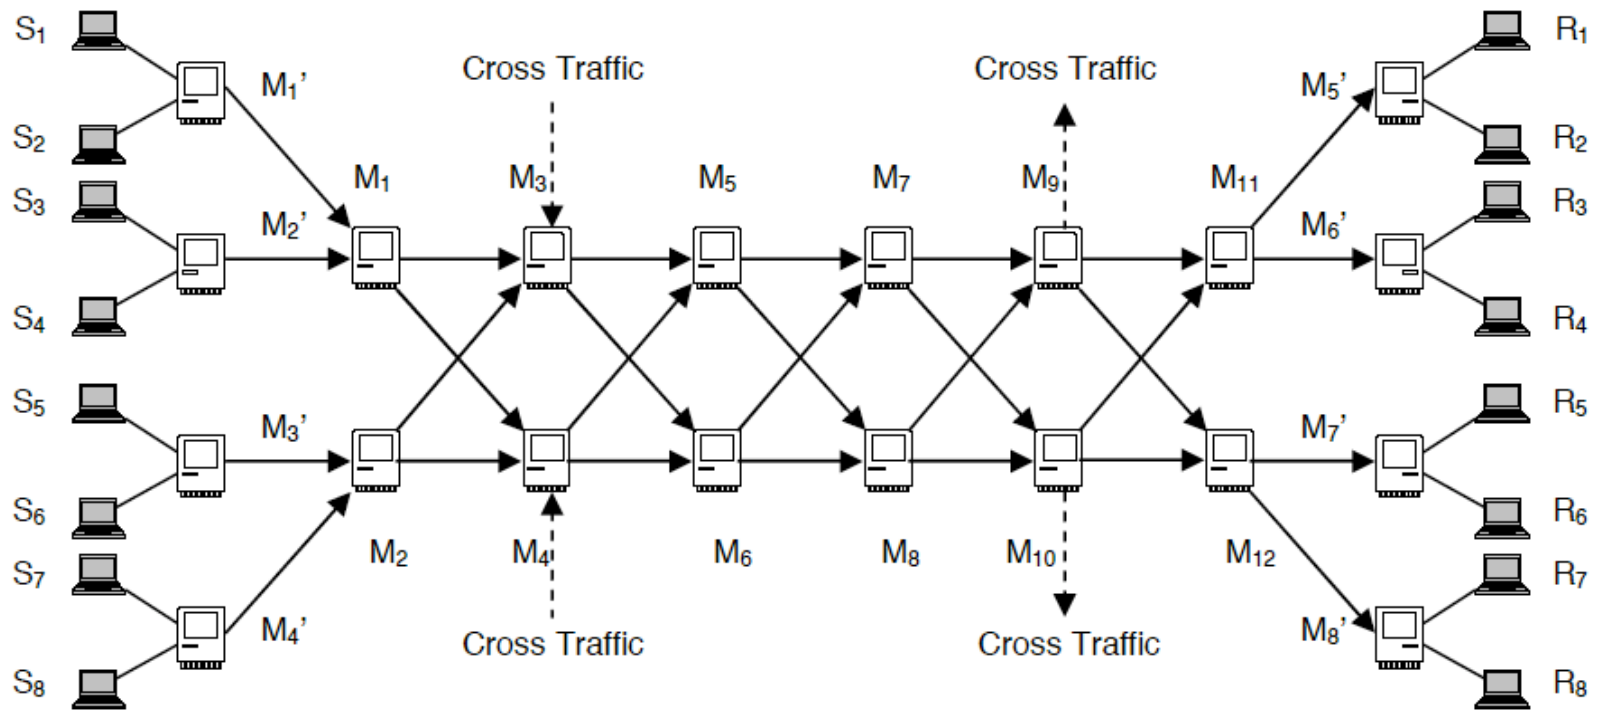 S₁
R₁
Cross Traffic
Cross Traffic
M₁’
M₅’
S₂
R₂
M₁
M₃
M₅
M₇
M₉
M₁₁
S₃
R₃
M₂’
M₆’
S₄
R₄
S₅
R₅
M₃’
M₇’
S₆
R₆
M₂
M₄
M₆
M₈
M₁₀
M₁₂
S₇
R₇
M₄’
M₈’
Cross Traffic
Cross Traffic
S₈
R₈